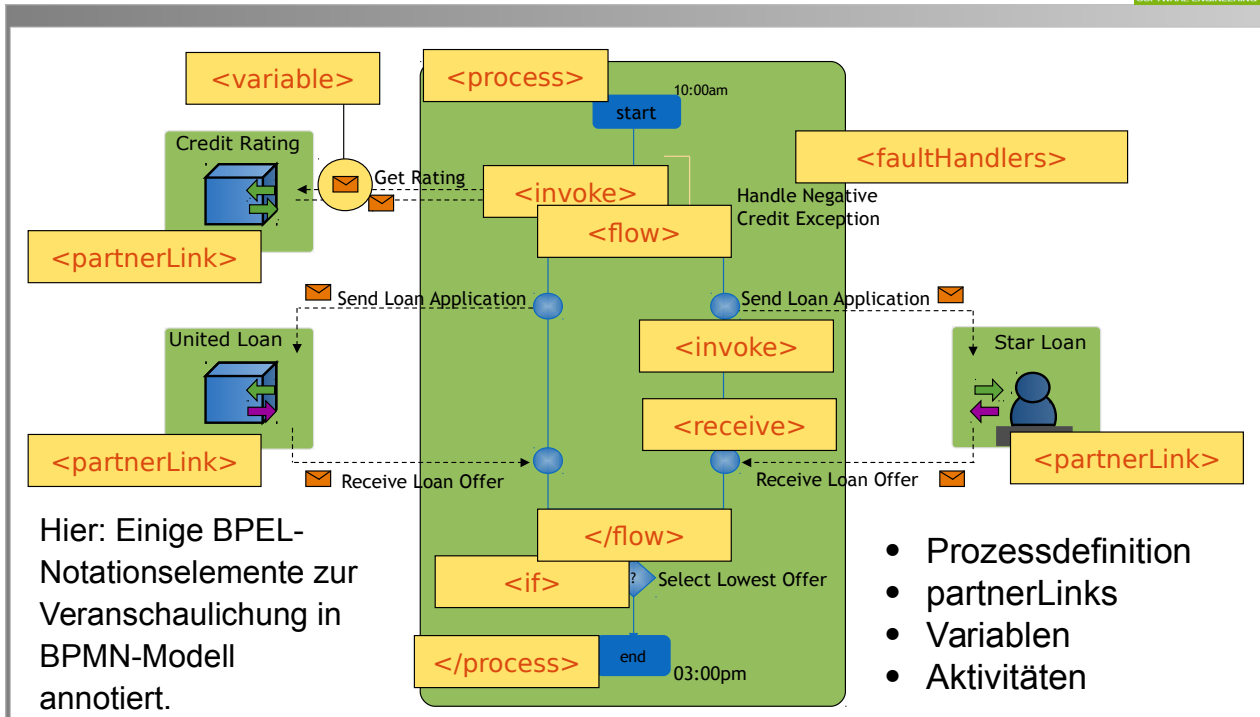 <variable>
<process>
10:00am
start
Credit Rating
<faultHandlers>
Get Rating
<invoke>
Handle Negative
Credit Exception
<flow>
<partnerLink>
Send Loan Application
Send Loan Application
United Loan
<invoke>
Star Loan
<receive>
<partnerLink>
<partnerLink>
Receive Loan Offer
Receive Loan Offer
Hier: Einige BPEL-
Notationselemente zur
Veranschaulichung in
BPMN-Modell
annotiert.
</flow>
<if>
?
Select Lowest Offer
</process>
end
03:00pm
• Prozessdefinition
• partnerLinks
• Variablen
• Aktivitäten